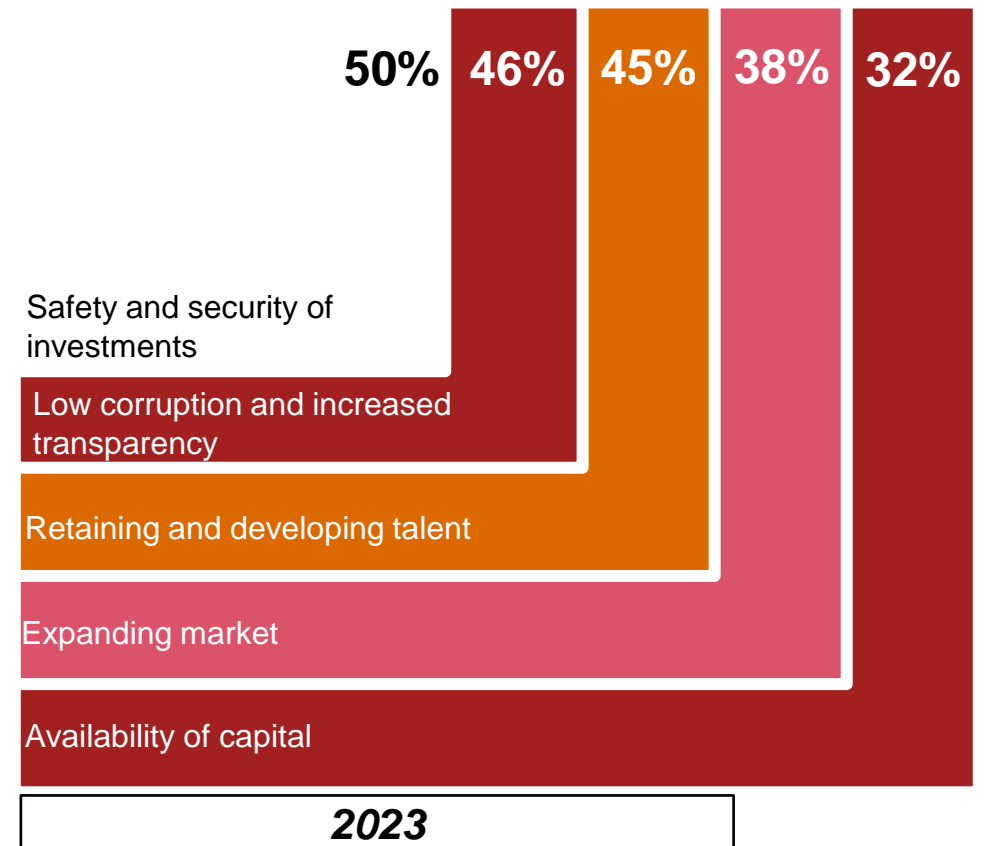 50% 46% 45% 38% 32%
Safety and security of
investments
Low corruption and increased
transparency
Retaining and developing talent
Expanding market
Availability of capital
2023